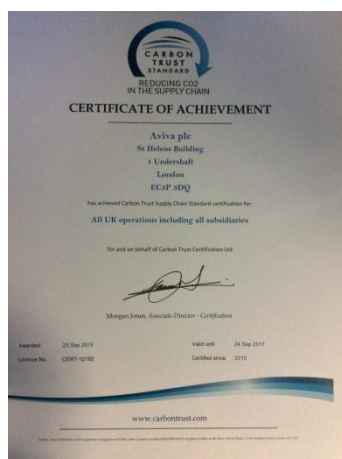 CARBON
TRUST
STANDARD
REDUCING CO2
IN THE SUPPLY CHAIN
CERTIFICATE OF ACHIEVEMENT
Aviva plc
St Helens Building
1 Undershaft
London
EC3P 3DQ
has achieved Carbon Trust Supply Chain Standard certification for:
All UK operations including all subsidiaries
for and on behalf of Carbon Trust Certification Ltd
Morgan Jones, Associate Director - Certification
Awarded 25 Sep 2015 Valid until 24 Sep 2017
Licence No. CERT-12193 Certified since 2015
www.carbontrust.com